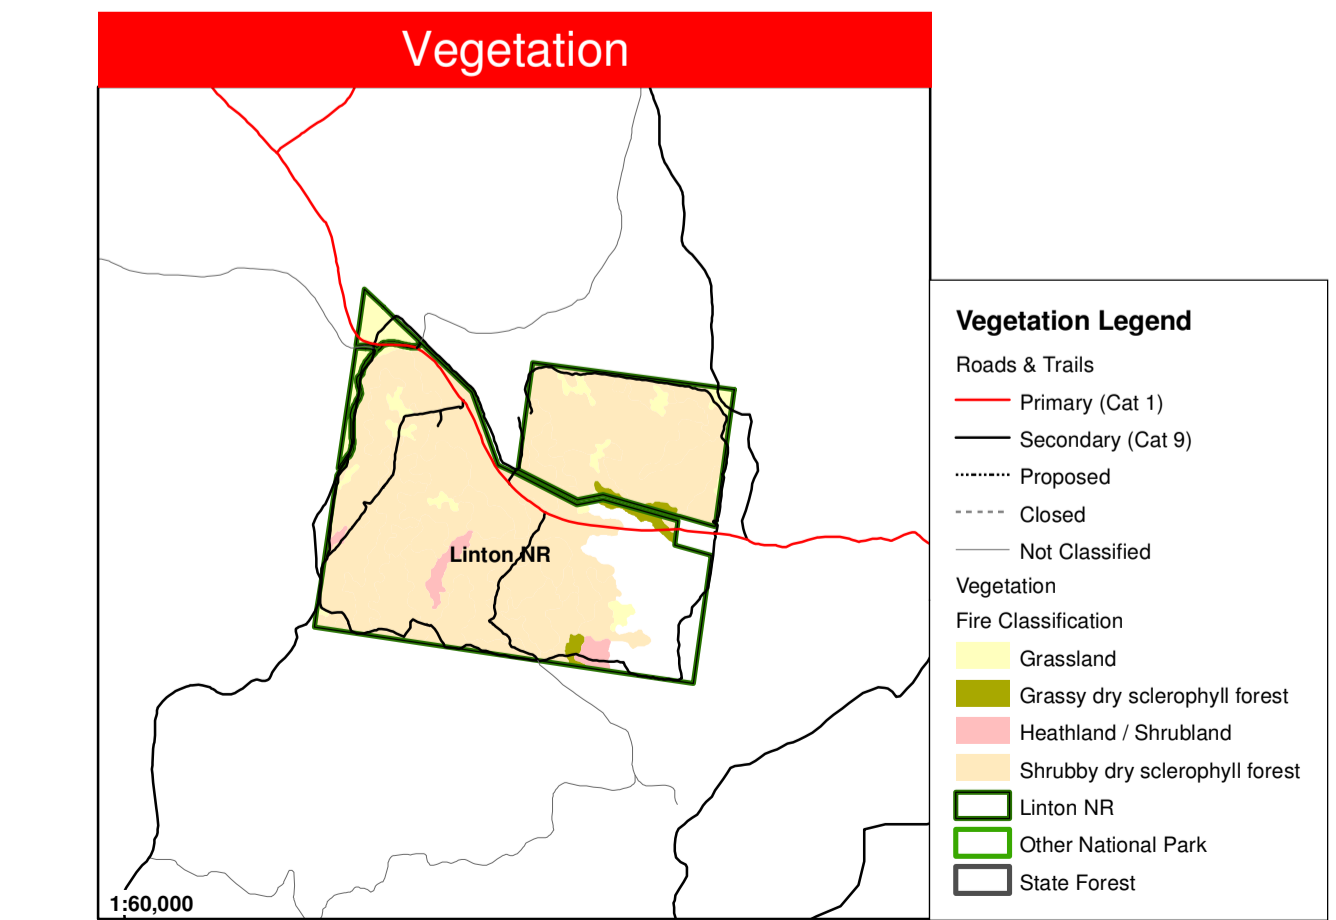 Vegetation
Linton NR
1:60,000
Vegetation Legend
Roads & Trails
Primary (Cat 1)
Secondary (Cat 9)
Proposed
Closed
Not Classified
Vegetation
Fire Classification
Grassland
Grassy dry sclerophyll forest
Heathland / Shrubland
Shrubby dry sclerophyll forest
Linton NR
Other National Park
State Forest